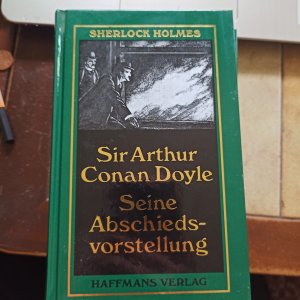 SHERLOCK HOLMES
Sir Arthur
Conan Doyle
Seine
Abschieds-
vorstellung
HAFFMANS VERLAG